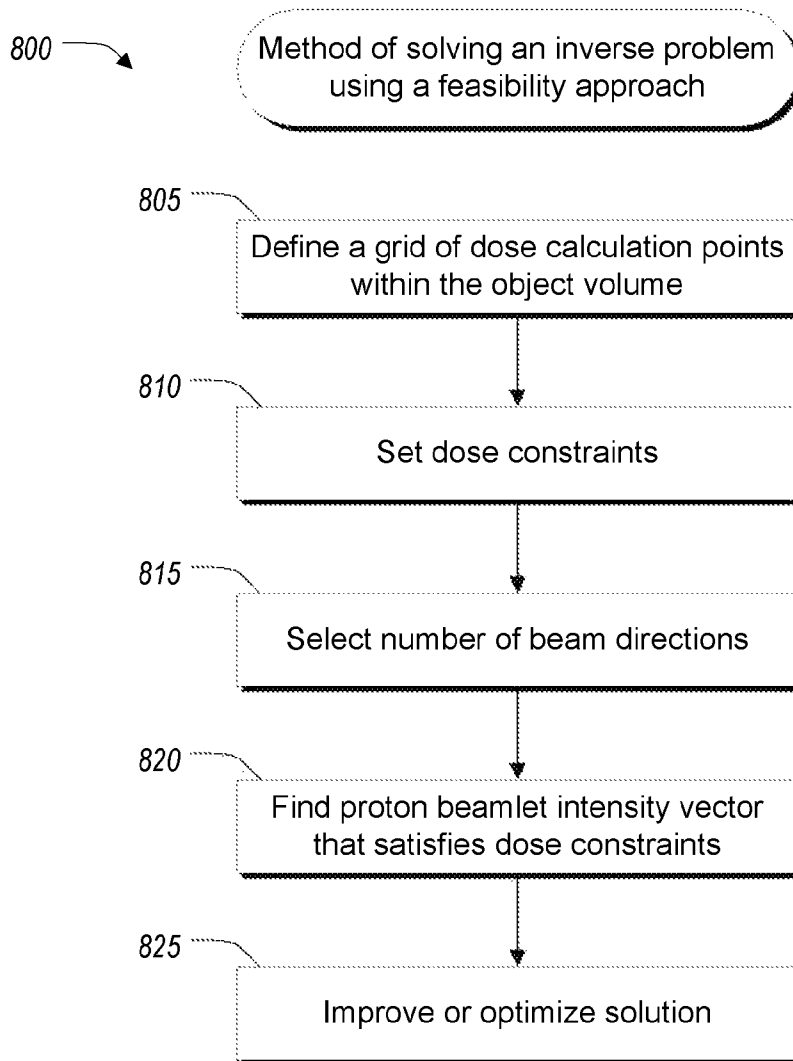 800
Method of solving an inverse problem
using a feasibility approach
805
Define a grid of dose calculation points
within the object volume
810
Set dose constraints
815
Select number of beam directions
820
Find proton beamlet intensity vector
that satisfies dose constraints
825
Improve or optimize solution